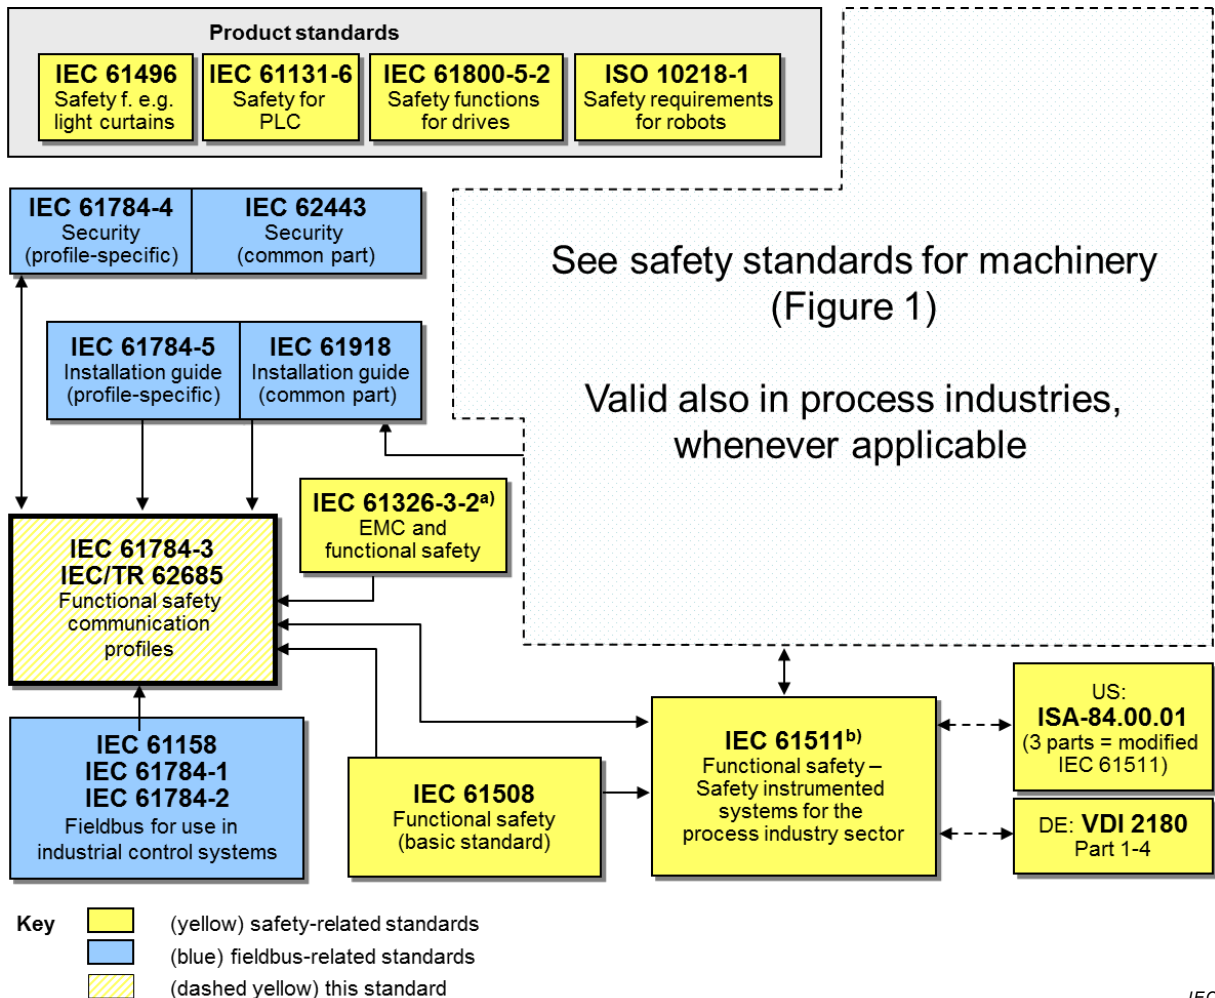 Product standards
IEC 61496
Safety f. e.g.
light curtains
IEC 61131-6
Safety for
PLC
IEC 61800-5-2
Safety functions
for drives
ISO 10218-1
Safety requirements
for robots
IEC 61784-4
Security
(profile-specific)
IEC 62443
Security
(common part)
See safety standards for machinery
(Figure 1)
Valid also in process industries,
whenever applicable
IEC 61784-5
Installation guide
(profile-specific)
IEC 61918
Installation guide
(common part)
IEC 61326-3-2a)
EMC and
functional safety
IEC 61784-3
IEC/TR 62685
Functional safety
communication
profiles
IEC 61158
IEC 61784-1
IEC 61784-2
Fieldbus for use in
industrial control systems
IEC 61508
Functional safety
(basic standard)
IEC 61511b)
Functional safety –
Safety instrumented
systems for the
process industry sector
US:
ISA-84.00.01
(3 parts = modified
IEC 61511)
DE: VDI 2180
Part 1-4
Key
(yellow) safety-related standards
(blue) fieldbus-related standards
(dashed yellow) this standard
IEC